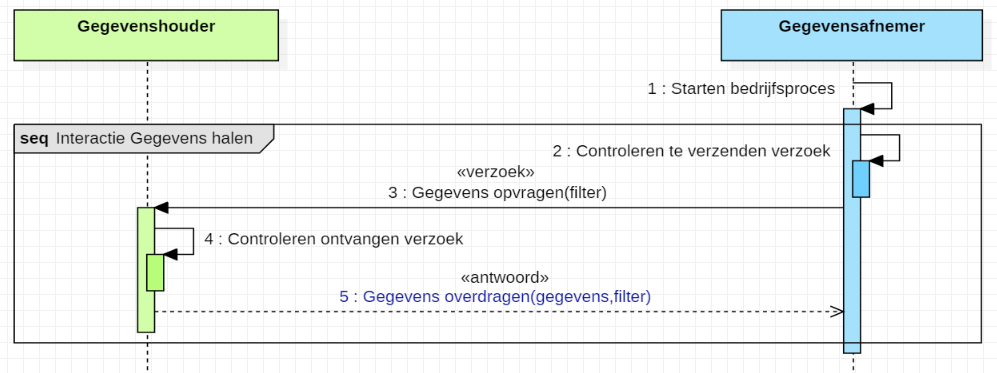 Gegevenshouder
Gegevensafnemer
1 : Starten bedrijfsproces
seq Interactie Gegevens halen
2 : Controleren te verzenden verzoek
«verzoek»
3 : Gegevens opvragen(filter)
4 : Controleren ontvangen verzoek
«antwoord»
5 : Gegevens overdragen(gegevens,filter)